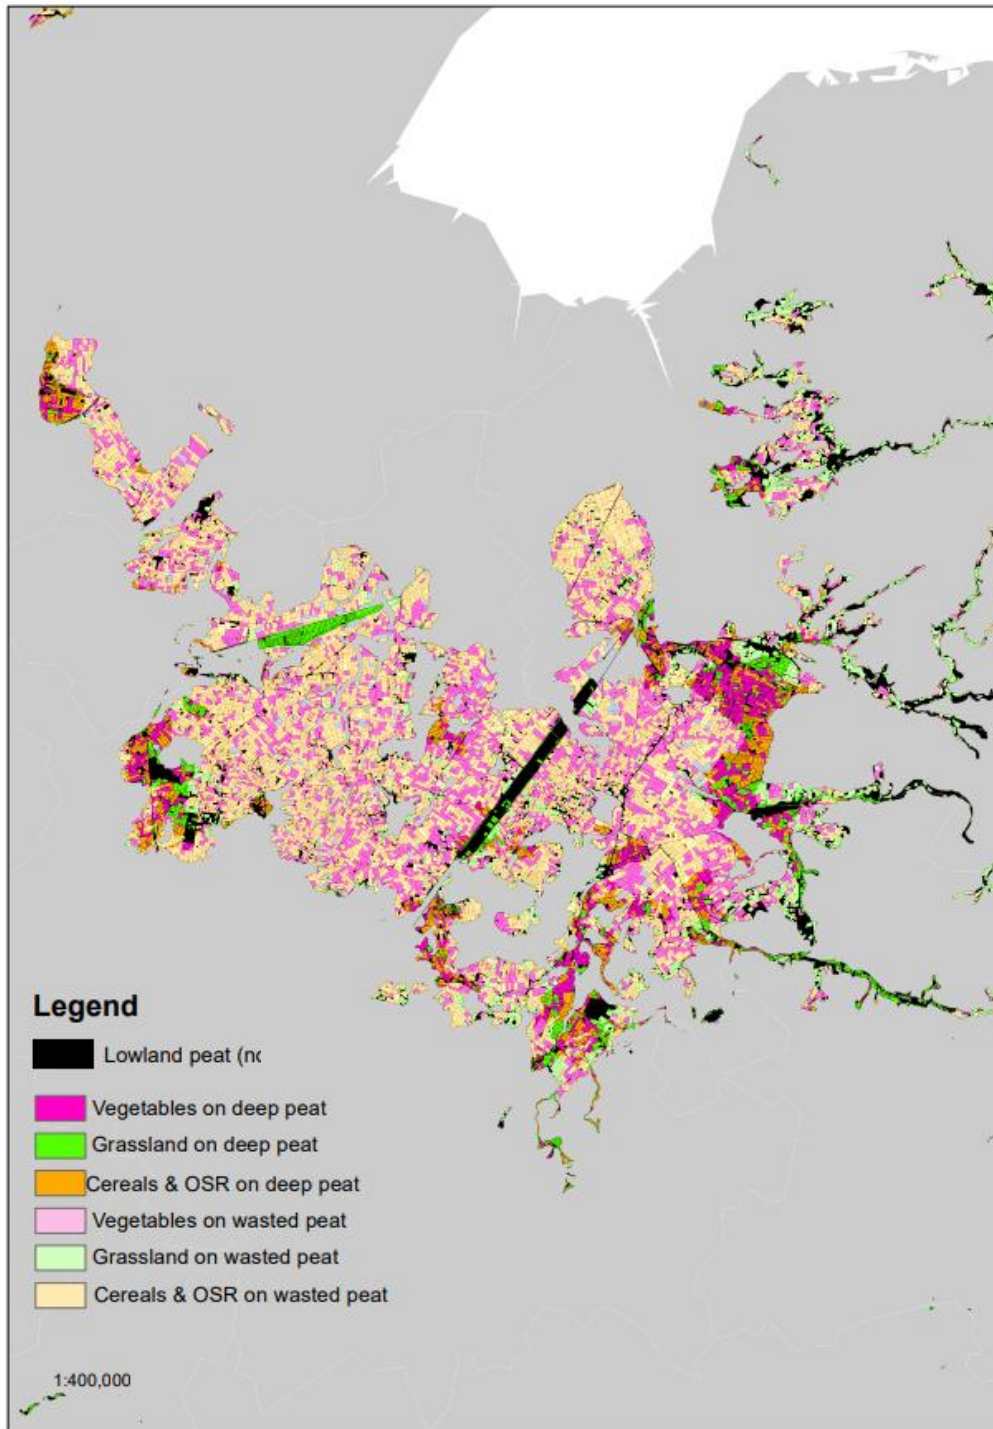 Legend
Lowland peat (no
Vegetables on deep peat
Grassland on deep peat
Cereals & OSR on deep peat
Vegetables on wasted peat
Grassland on wasted peat
Cereals & OSR on wasted peat
1:400,000